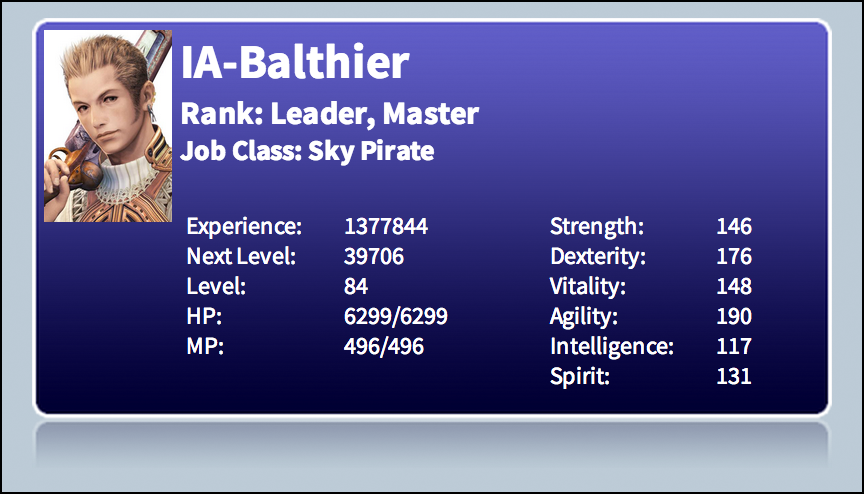 IA-Balthier
Rank: Leader, Master
Job Class: Sky Pirate
Experience: 1377844
Next Level: 39706
Level: 84
HP: 6299/6299
MP: 496/496
Strength: 146
Dexterity: 176
Vitality: 148
Agility: 190
Intelligence: 117
Spirit: 131